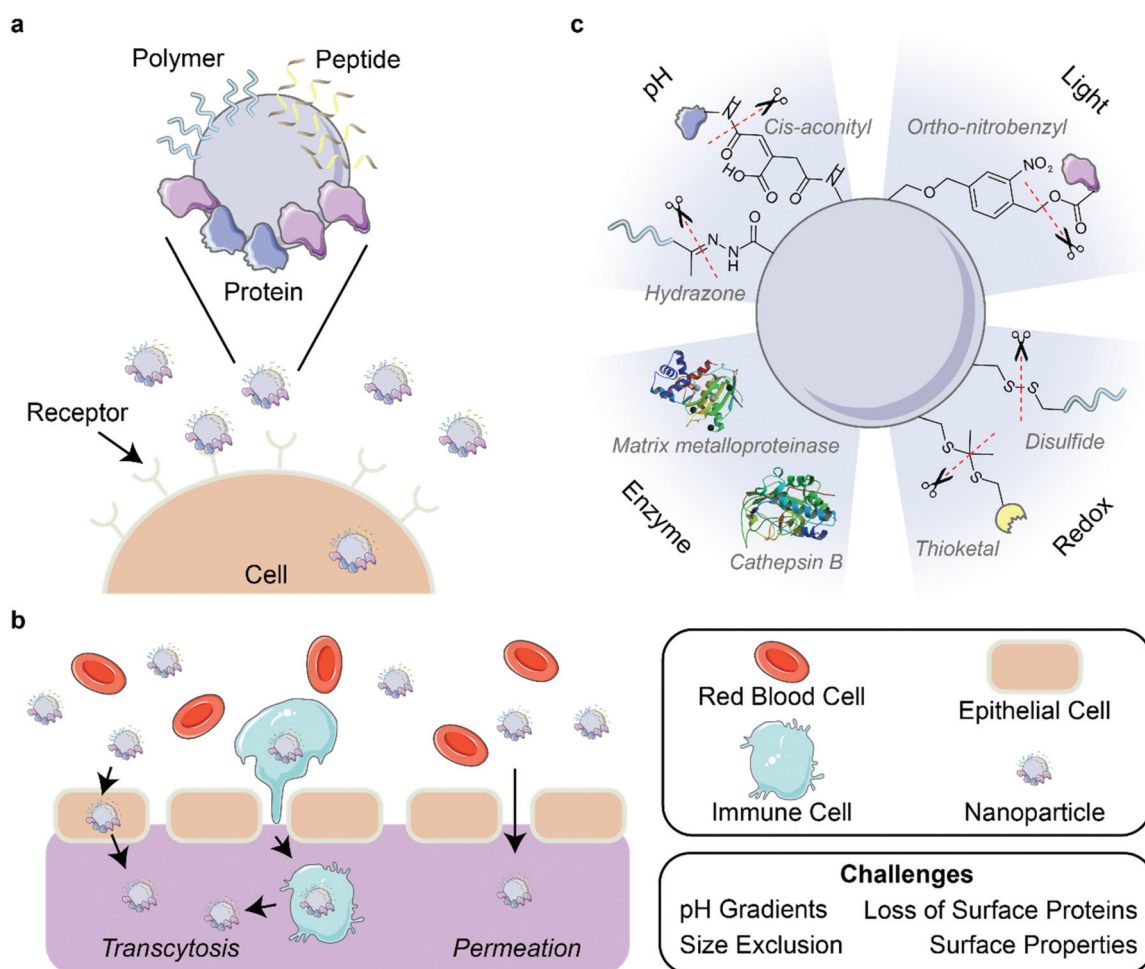 a
Polymer
Peptide
Protein
Receptor
Cell
b
Transcytosis
Permeation
c
pH
Light
Cis-aconityl
Ortho-nitrobenzyl
N
H
O
O
HO
O
H
N
NO2
O
O
O
N
N
H
O
Hydrazone
Matrix metalloproteinase
Cathepsin B
Enzyme
S
S
Disulfide
S
S
Thioketal
Redox
Red Blood Cell
Epithelial Cell
Immune Cell
Nanoparticle
Challenges
pH Gradients
Loss of Surface Proteins
Size Exclusion
Surface Properties